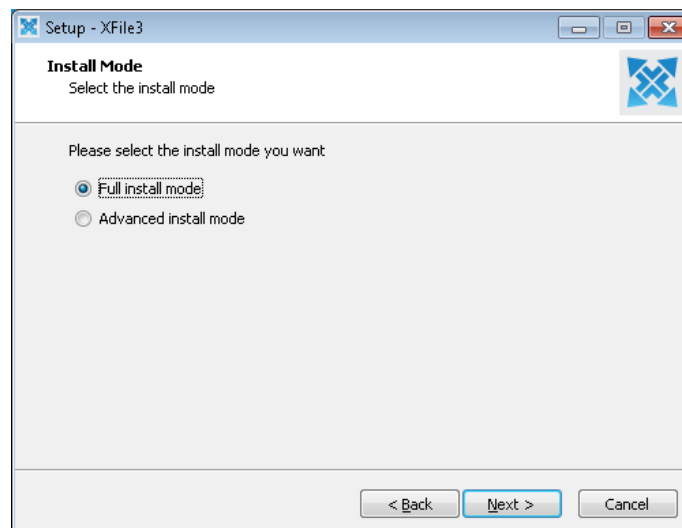 Setup - XFile3
Install Mode
Select the install mode
Please select the install mode you want
Full install mode
Advanced install mode
< Back
Next >
Cancel